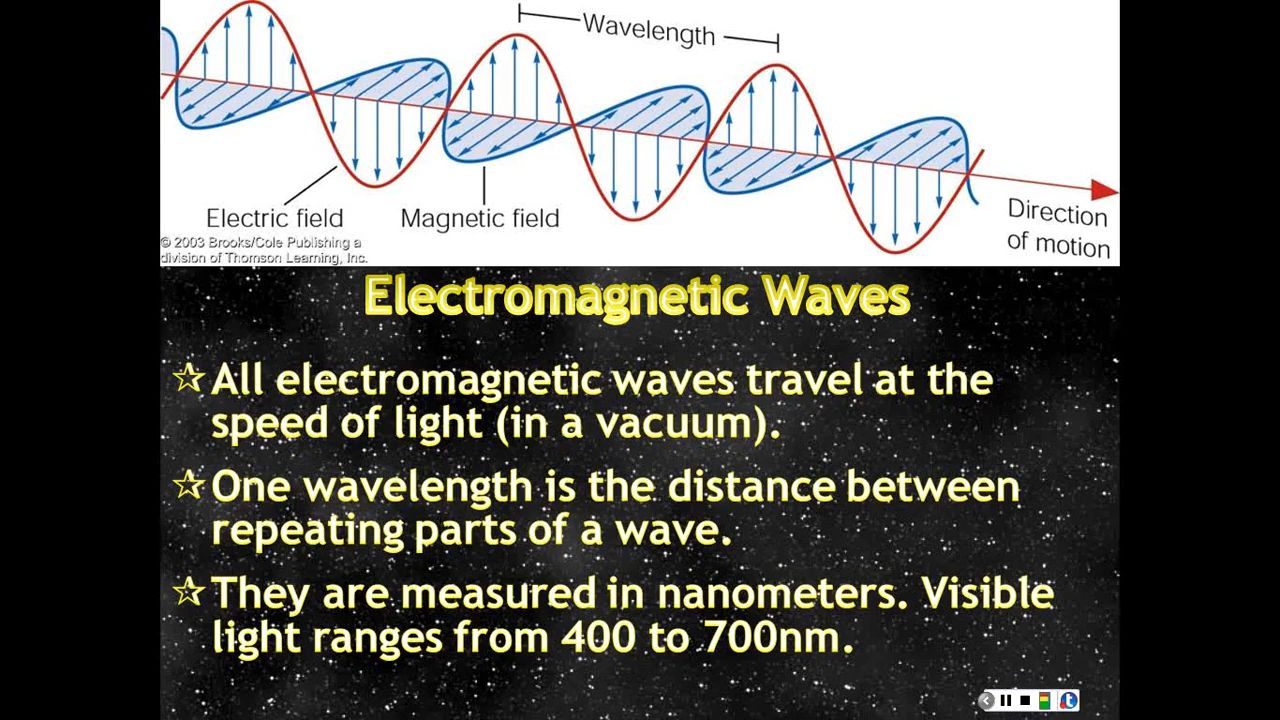 Wavelength
Electric field
Magnetic field
Direction
of motion
© 2003 Brooks/Cole Publishing a
division of Thomson Learning, Inc.
Electromagnetic Waves
☆All electromagnetic waves travel at the
speed of light (in a vacuum).
☆One wavelength is the distance between
repeating parts of a wave.
☆They are measured in nanometers. Visible
light ranges from 400 to 700nm.
t